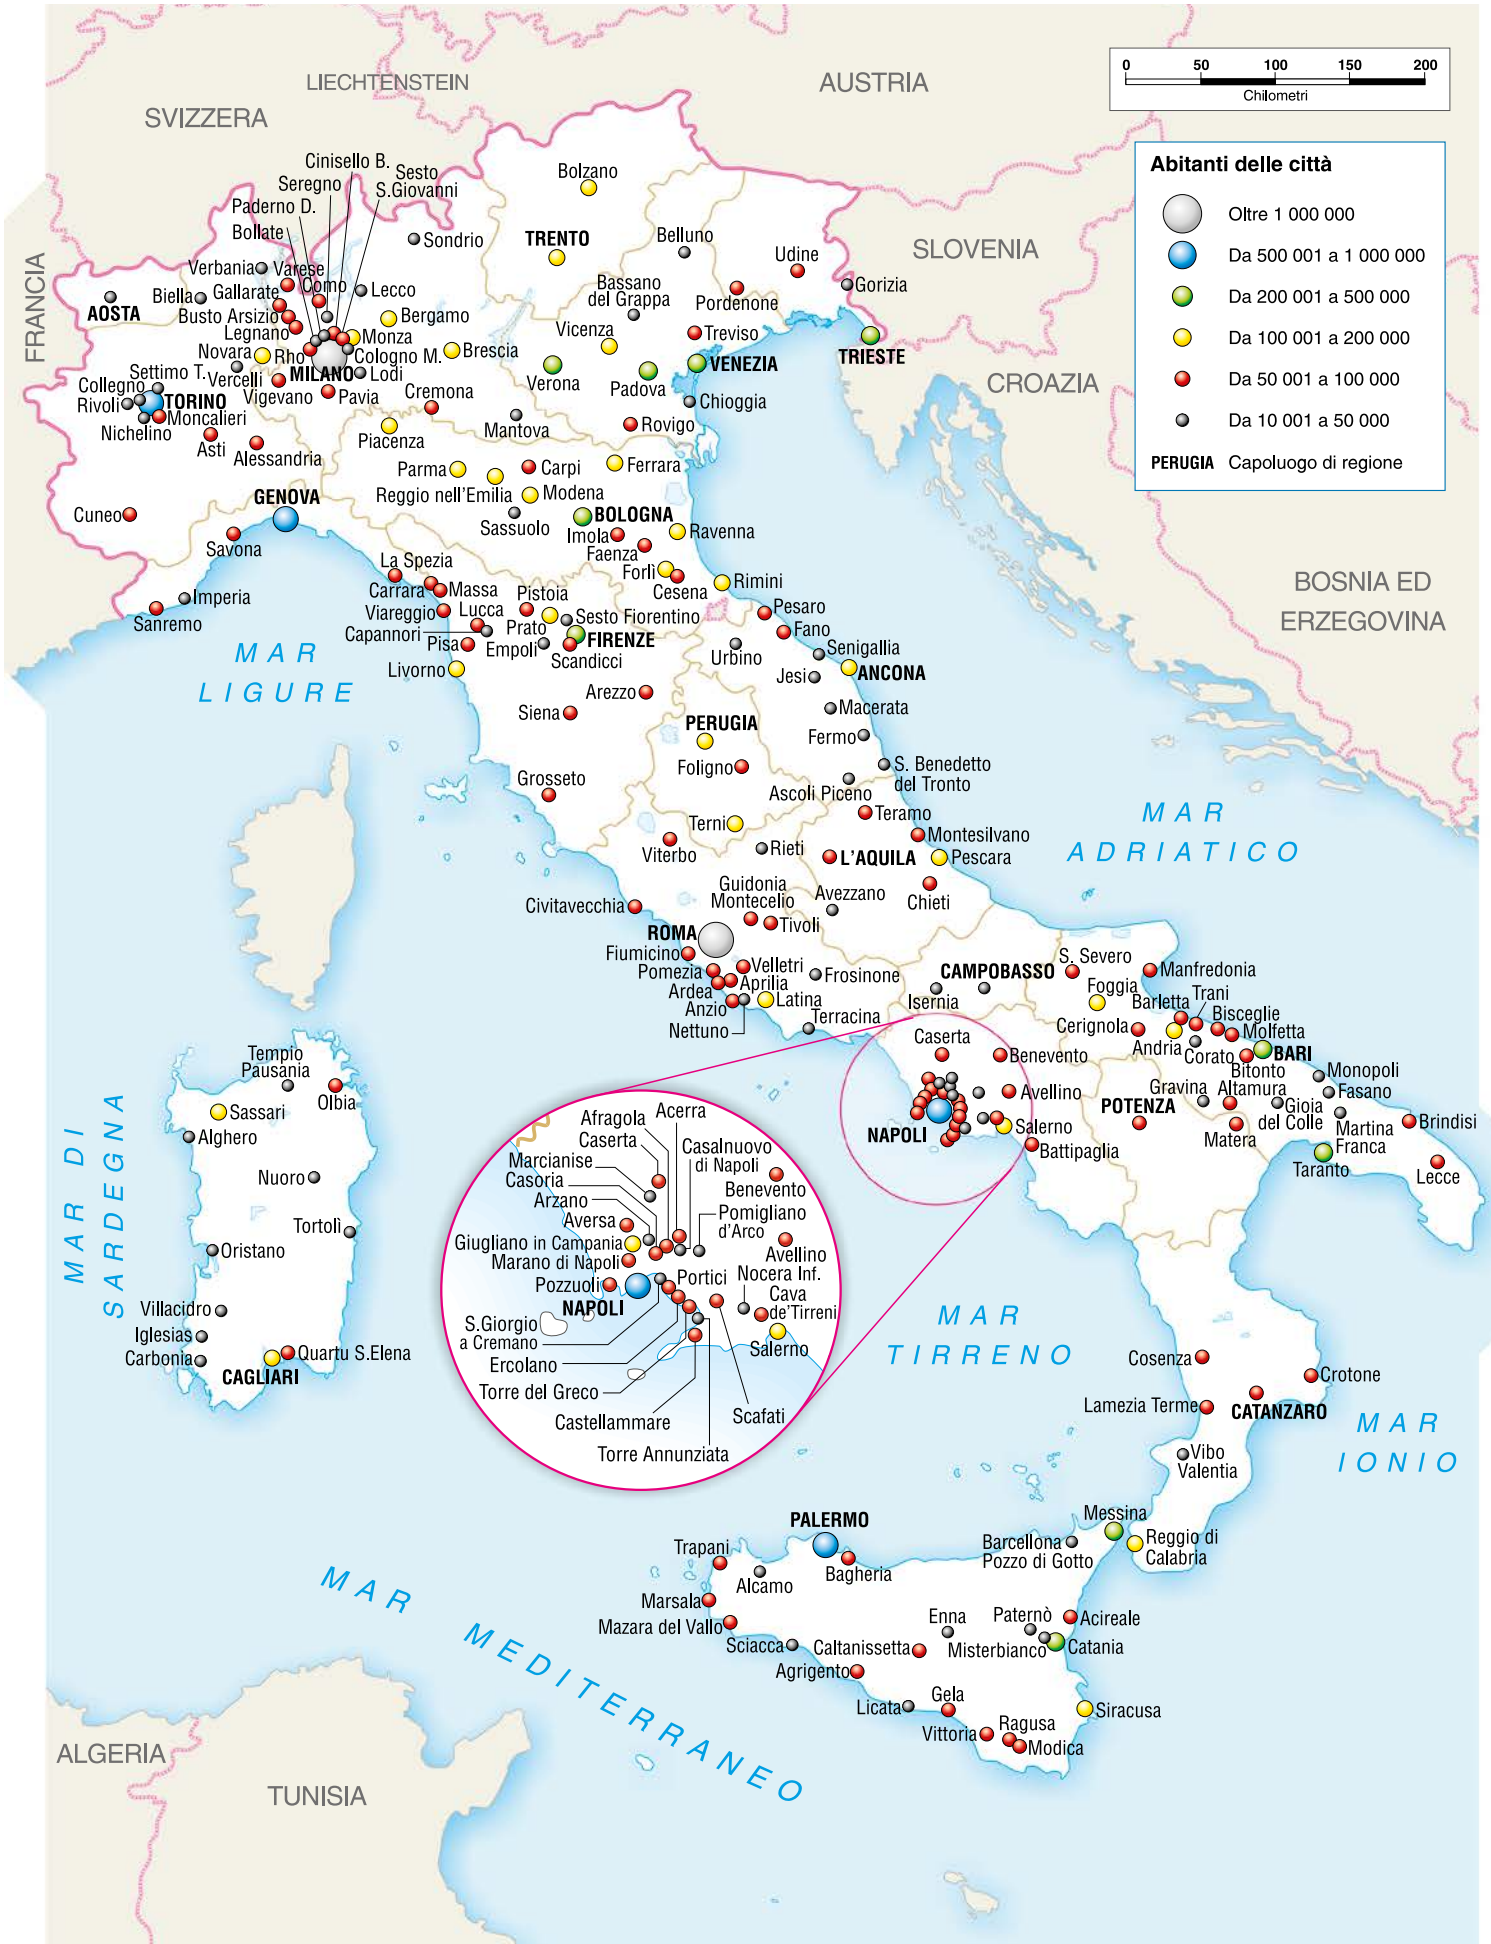 LIECHTENSTEIN
AUSTRIA
SVIZZERA
FRANCIA
SLOVENIA
CROAZIA
BOSNIA ED
ERZEGOVINA
ALGERIA
TUNISIA
0 50 100 150 200
Chilometri
Abitanti delle città
Oltre 1 000 000
Da 500 001 a 1 000 000
Da 200 001 a 500 000
Da 100 001 a 200 000
Da 50 001 a 100 000
Da 10 001 a 50 000
PERUGIA Capoluogo di regione
Cinisello B.
Sesto
S.Giovanni
Seregno
Paderno D.
Bollate
Bolzano
Sondrio
TRENTO
Belluno
Udine
Verbania
Varese
Como
Lecco
Biella
Gallarate
AOSTA
Busto Arsizio
Legnano
Bergamo
Monza
Bassano
del Grappa
Pordenone
Gorizia
Vicenza
Treviso
TRIESTE
Novara
Rho
Cologno M.
Brescia
MILANO
Lodi
Verona
Padova
VENEZIA
Settimo T.
Vercelli
Collegno
Rivoli
TORINO
Vigevano
Pavia
Cremona
Chioggia
Moncalieri
Nichelino
Mantova
Rovigo
Asti
Alessandria
Piacenza
Parma
Carpi
Ferrara
Reggio nell'Emilia
Modena
GENOVA
Cuneo
Sassuolo
BOLOGNA
Savona
Imola
Ravenna
Faenza
La Spezia
Forlì
Rimini
Carrara
Massa
Pistoia
Cesena
Imperia
Viareggio
Lucca
Prato
Sesto Fiorentino
Pesaro
Sanremo
Capannori
FIRENZE
Fano
Pisa
Empoli
Scandicci
Urbino
Senigallia
Livorno
Jesi
ANCONA
MAR
LIGURE
Arezzo
Siena
Macerata
PERUGIA
Fermo
Foligno
S. Benedetto
del Tronto
Grosseto
Ascoli Piceno
Teramo
Terni
Montesilvano
Viterbo
Rieti
L'AQUILA
Pescara
MAR
ADRIATICO
Guidonia
Montecelio
Avezzano
Chieti
Civitavecchia
Tivoli
ROMA
Fiumicino
Velletri
Pomezia
Aprilia
Frosinone
Ardea
Latina
Anzio
Nettuno
Terracina
CAMPOBASSO
Isernia
S. Severo
Manfredonia
Foggia
Barletta
Trani
Cerignola
Bisceglie
Molfetta
Andria
Corato
BARI
Bitonto
Caserta
Benevento
Monopoli
Gravina
Altamura
Fasano
Avellino
Gioia
del Colle
POTENZA
Martina
Franca
Brindisi
NAPOLI
Salerno
Matera
Battipaglia
Taranto
Lecce
Tempio
Pausania
Olbia
Sassari
Alghero
Nuoro
Tortolì
Oristano
MAR DI
SARDEGNA
Villacidro
Iglesias
Carbonia
Quartu S.Elena
CAGLIARI
Afragola
Acerra
Caserta
Casalnuovo
di Napoli
Marcianise
Casoria
Arzano
Benevento
Aversa
Pomigliano
d'Arco
Giugliano in Campania
Avellino
Marano di Napoli
Pozzuoli
Portici
Nocera Inf.
NAPOLI
Cava
de'Tirreni
S.Giorgio
a Cremano
Salerno
Ercolano
Torre del Greco
Castellammare
Scafati
Torre Annunziata
MAR
TIRRENO
Cosenza
Crotone
Lamezia Terme
CATANZARO
MAR
IONIO
Vibo
Valentia
Messina
PALERMO
Reggio di
Calabria
Barcellona
Pozzo di Gotto
Trapani
Alcamo
Bagheria
Marsala
Enna
Paternò
Acireale
Mazara del Vallo
Sciacca
Caltanissetta
Misterbianco
Catania
Agrigento
Licata
Gela
Siracusa
Vittoria
Ragusa
Modica
MAR MEDITERRANEO